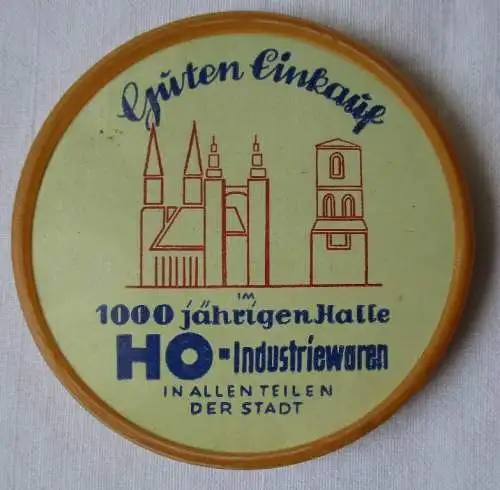 Guten Einkauf
IM
1000 jährigen Halle
HO-Industriewaren
IN ALLEN TEILEN
DER STADT